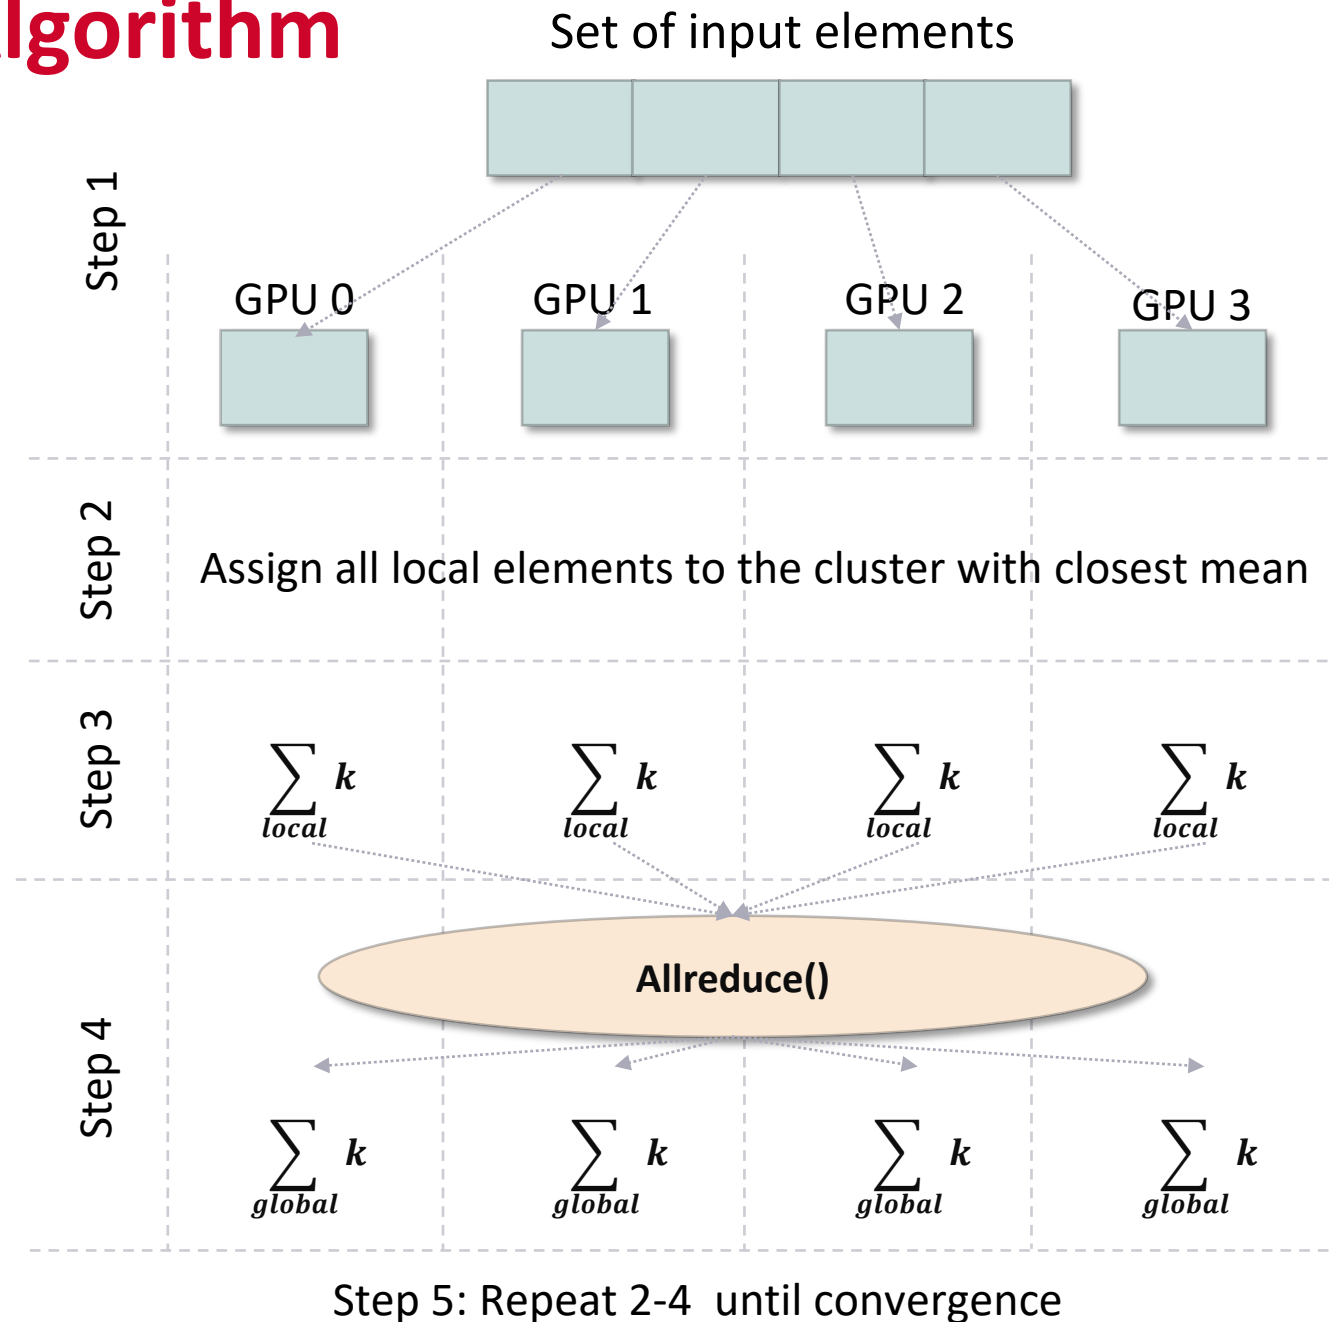 lgorithm
Set of input elements
Step 1
GPU 0 GPU 1 GPU 2 GPU 3
Step 2
Assign all local elements to the cluster with closest mean
Step 3
∑ k ∑ k ∑ k ∑ k
local local local local
Step 4
Allreduce()
∑ k ∑ k ∑ k ∑ k
global global global global
Step 5: Repeat 2-4 until convergence